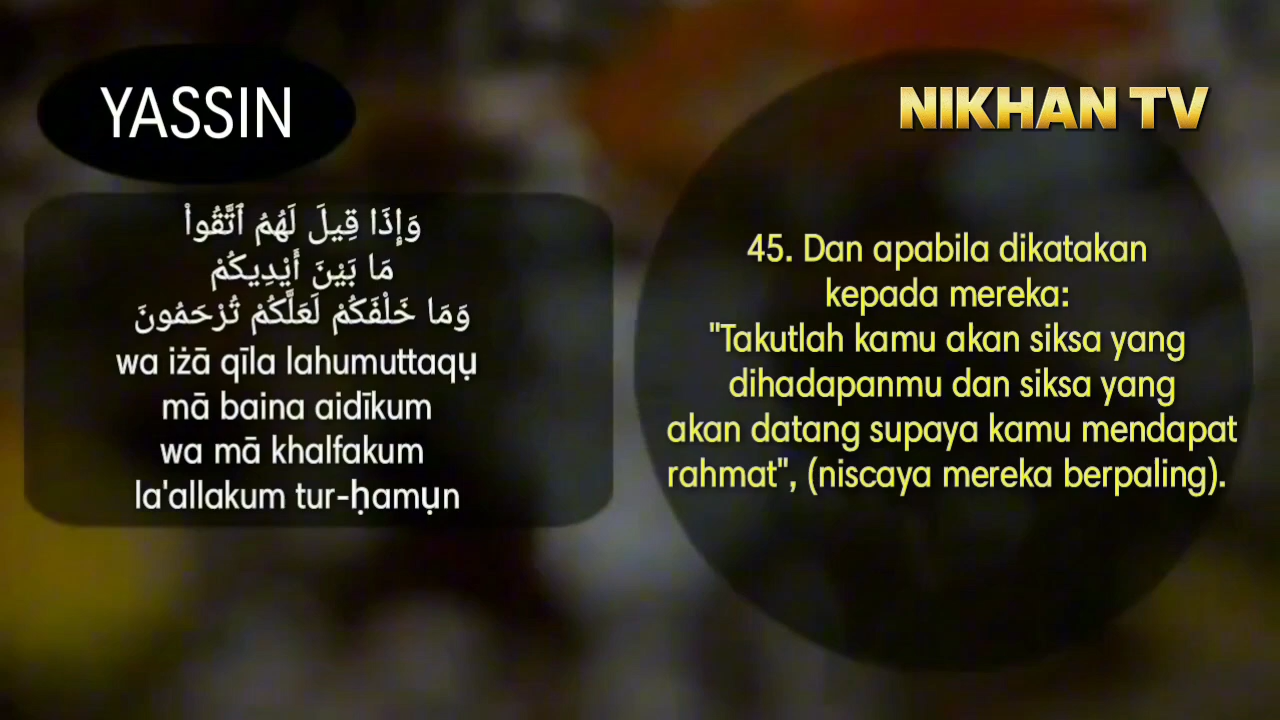 YASSIN
NIKHAN TV
وَإِذَا قِيلَ لَهُمُ ٱتَّقُوا۟
مَا بَيْنَ أَيْدِيكُمْ
وَمَا خَلْفَكُمْ لَعَلَّكُمْ تُرْحَمُونَ
wa iżā qīla lahumuttaqụ
mā baina aidīkum
wa mā khalfakum
la'allakum tur-ḥamụn
45. Dan apabila dikatakan
kepada mereka:
"Takutlah kamu akan siksa yang
dihadapanmu dan siksa yang
akan datang supaya kamu mendapat
rahmat", (niscaya mereka berpaling).